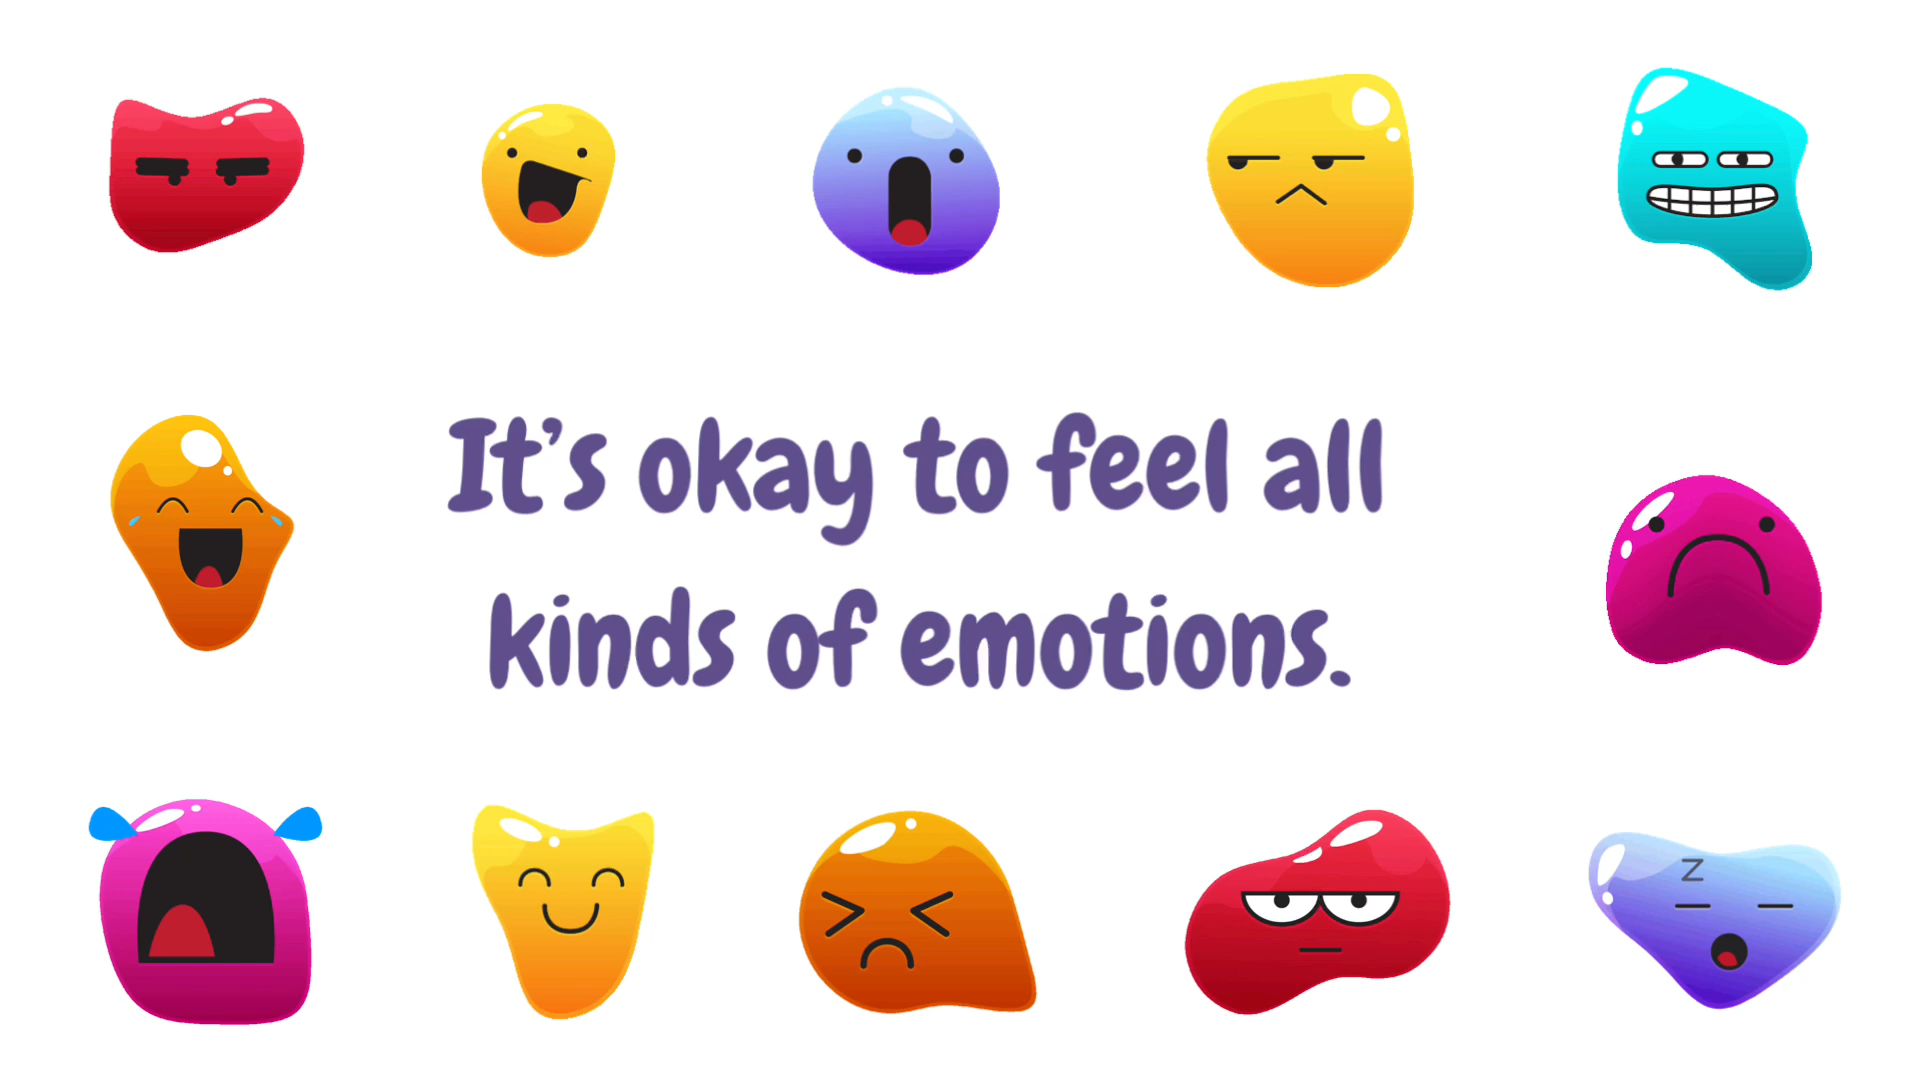 It’s okay to feel all
kinds of emotions.
Z